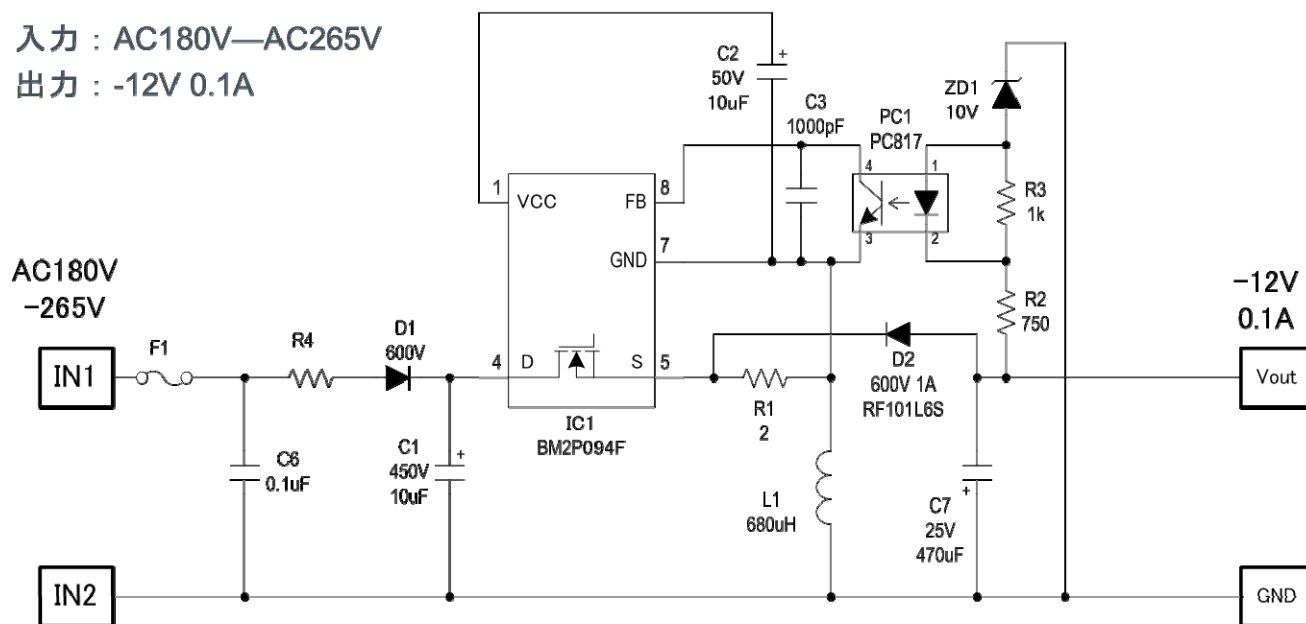 入力：AC180V—AC265V
出力：-12V 0.1A
C2
50V
10uF
+
C3
1000pF
PC1
PC817
ZD1
10V
4
1
3
2
R3
1k
1
VCC
FB
8
GND
7
4
D
S
5
IC1
BM2P094F
AC180V
-265V
IN1
F1
R4
D1
600V
C6
0.1uF
C1
450V
10uF
+
R1
2
D2
600V 1A
RF101L6S
R2
750
L1
680uH
C7
25V
470uF
+
-12V
0.1A
Vout
IN2
GND